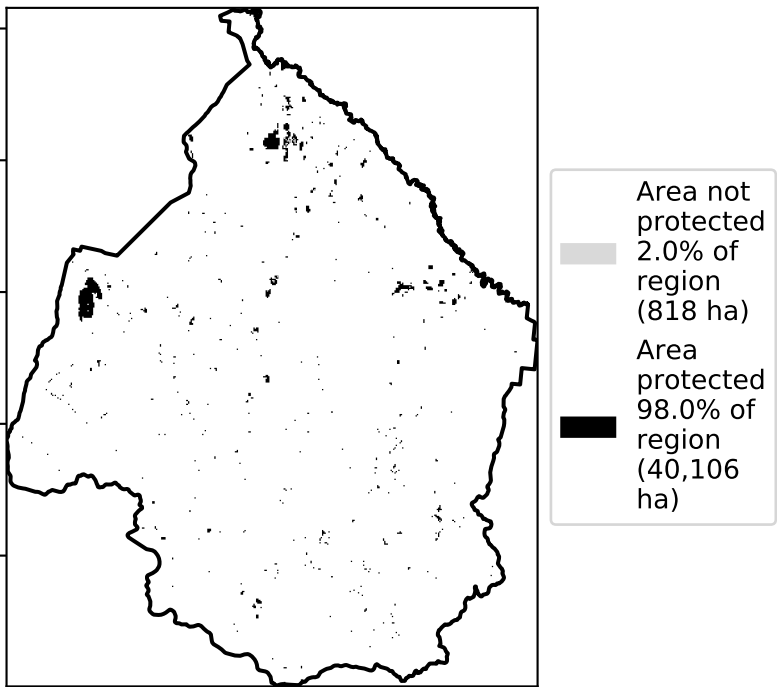 Area not
protected
2.0% of
region
(818 ha)
Area
protected
98.0% of
region
(40,106
ha)